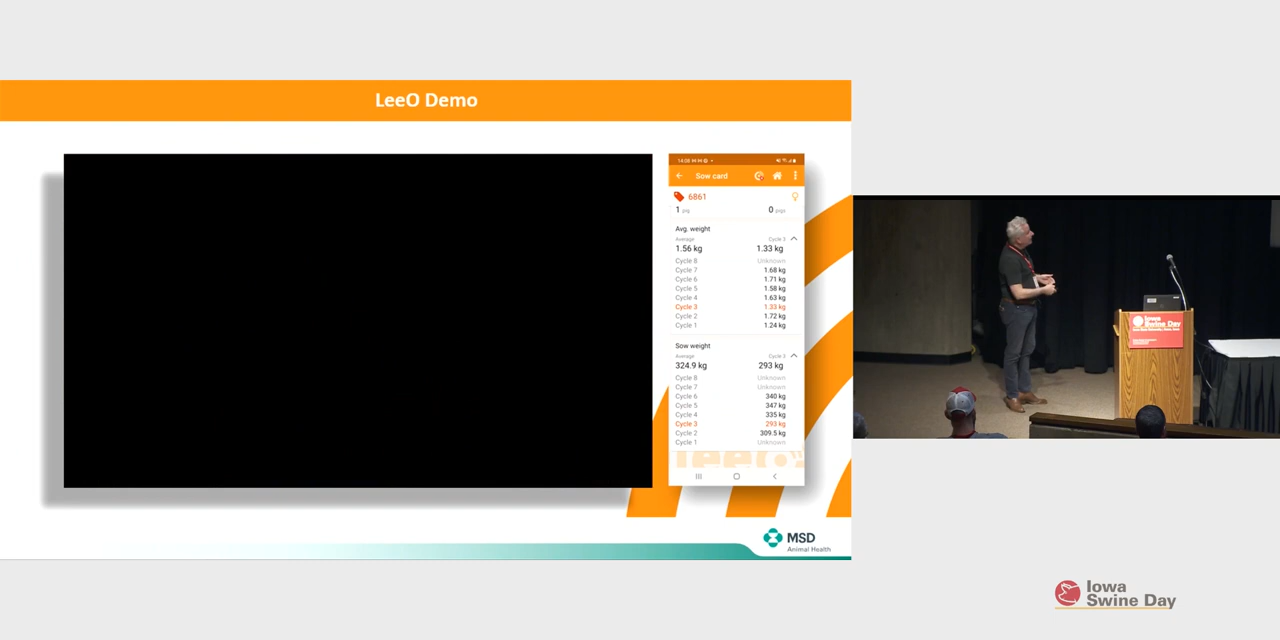 LeeO Demo
14:08
Sow card
6861
1 pig
0 pigs
Avg. weight
Average
Cycle 3
1.56 kg
1.33 kg
Cycle 8 Unknown
Cycle 7 1.68 kg
Cycle 6 1.71 kg
Cycle 5 1.58 kg
Cycle 4 1.63 kg
Cycle 3 1.33 kg
Cycle 2 1.72 kg
Cycle 1 1.24 kg
Sow weight
Average
Cycle 3
324.9 kg
293 kg
Cycle 8 Unknown
Cycle 7 Unknown
Cycle 6 340 kg
Cycle 5 347 kg
Cycle 4 335 kg
Cycle 3 293 kg
Cycle 2 309.5 kg
Cycle 1 Unknown
leeO
MSD
Animal Health
Iowa
Swine Day
Iowa
Swine Day